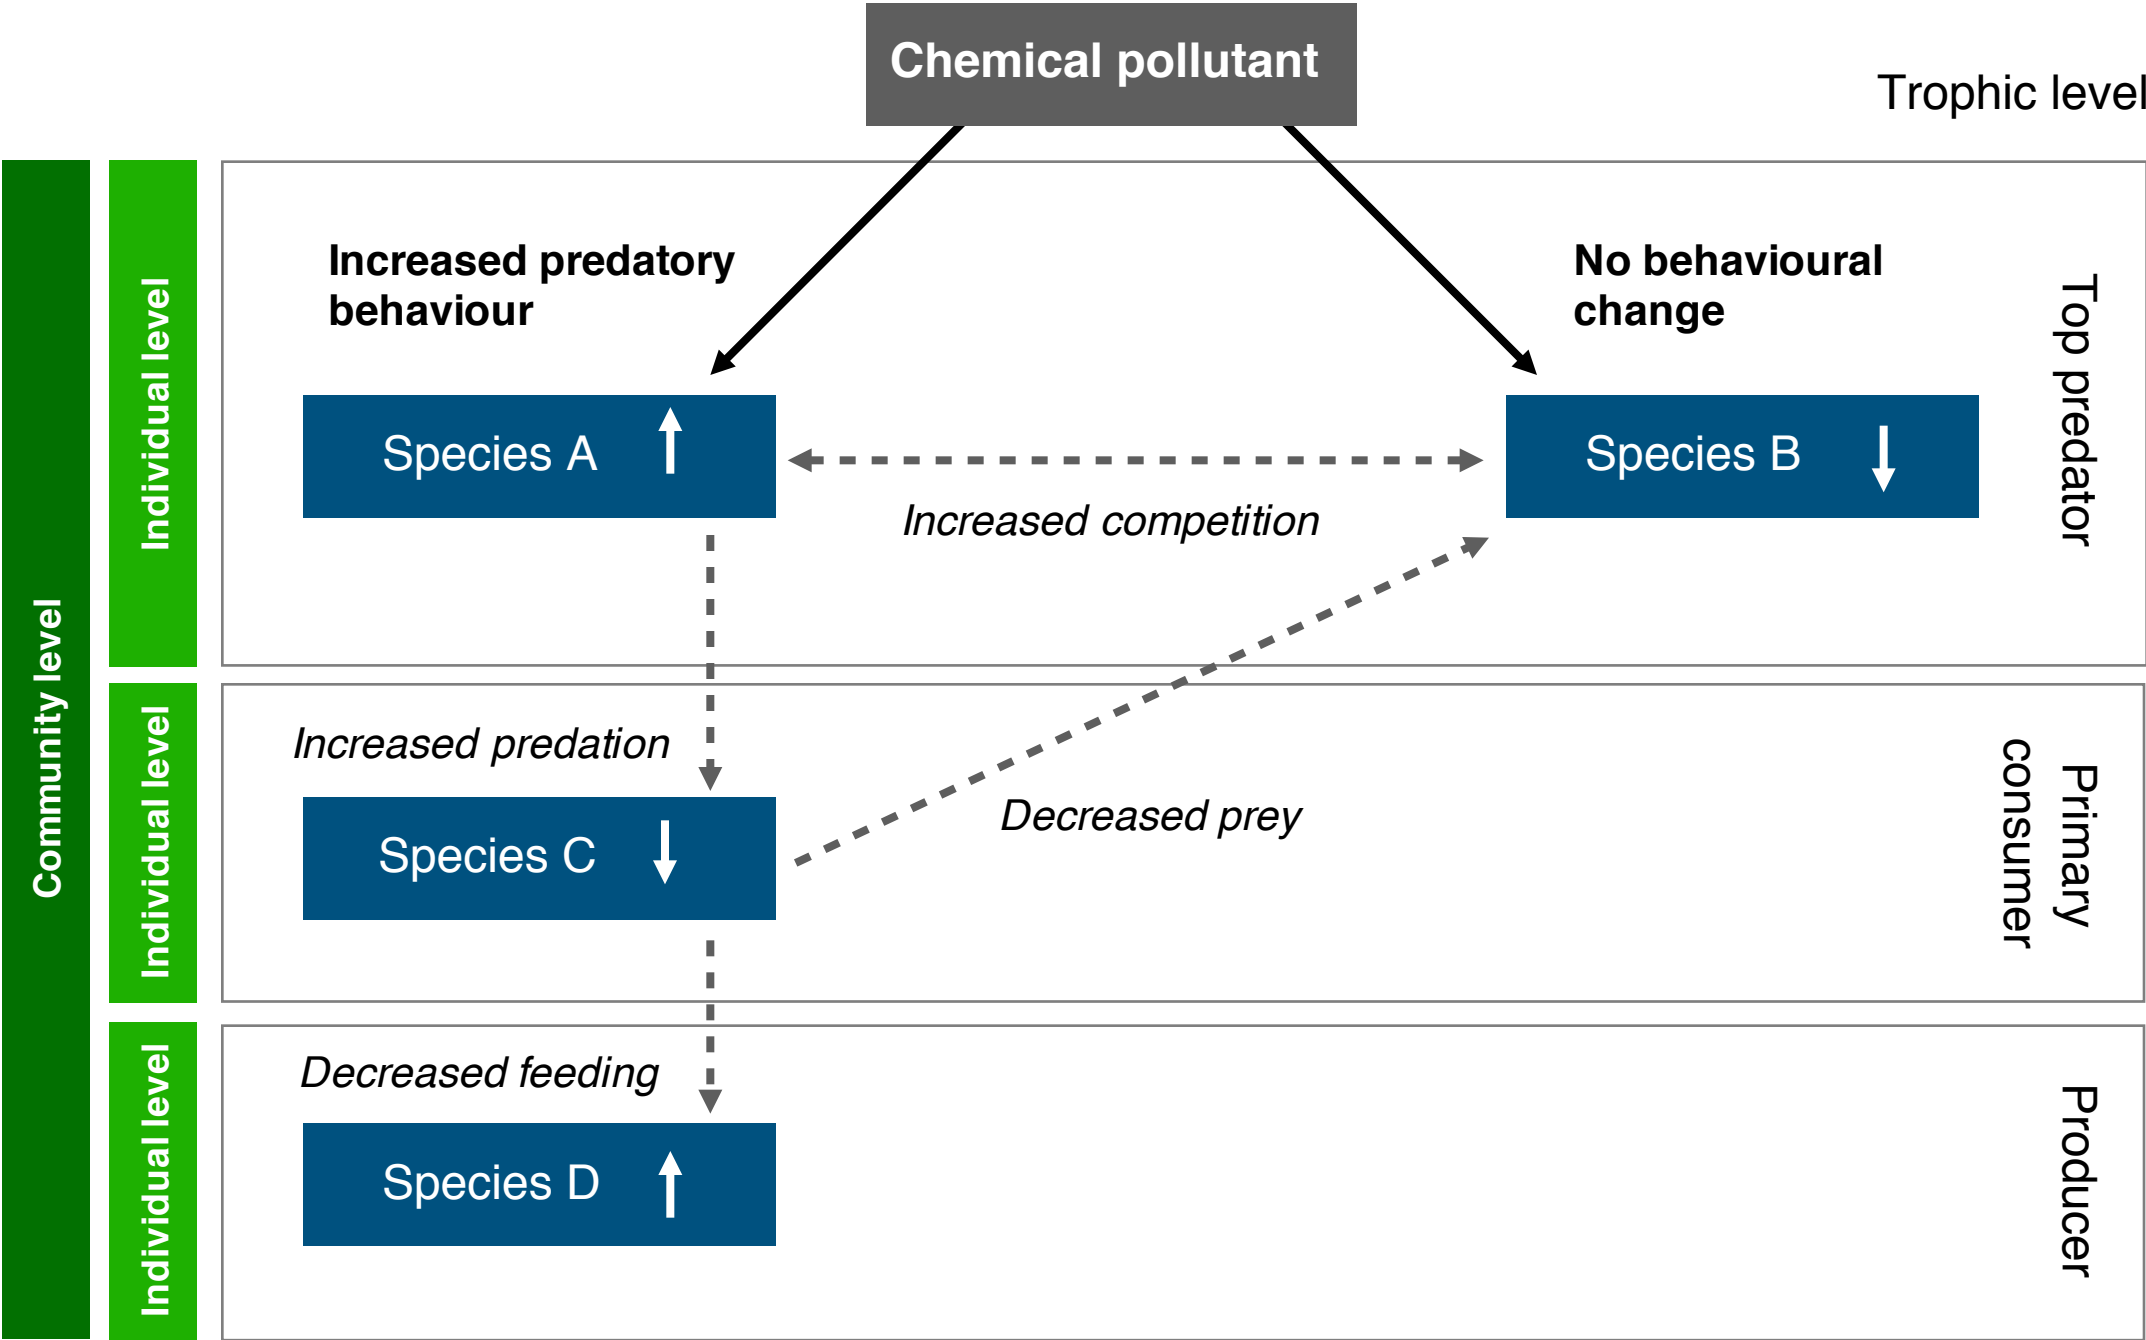 Chemical pollutant
Trophic level
Community level
Individual level
Increased predatory
behaviour
No behavioural
change
Top predator
Species A
Species B
Increased competition
Individual level
Increased predation
Species C
Decreased prey
Primary
consumer
Individual level
Decreased feeding
Species D
Producer